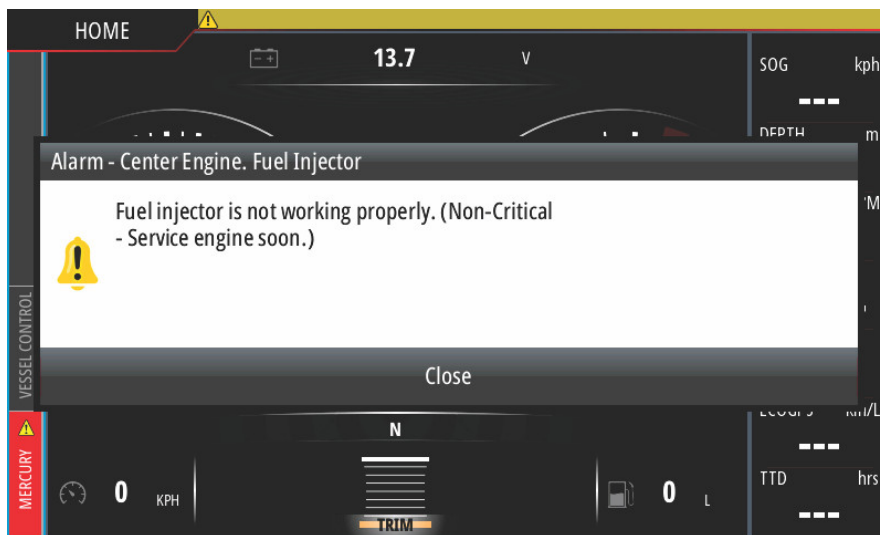 HOME
13.7 V
SOG kph
---
DEPTH m
Alarm - Center Engine. Fuel Injector
Fuel injector is not working properly. (Non-Critical
- Service engine soon.)
Close
VESSEL CONTROL
MERCURY
N
0 KPH
TRIM
0 L
---
TTD hrs
---